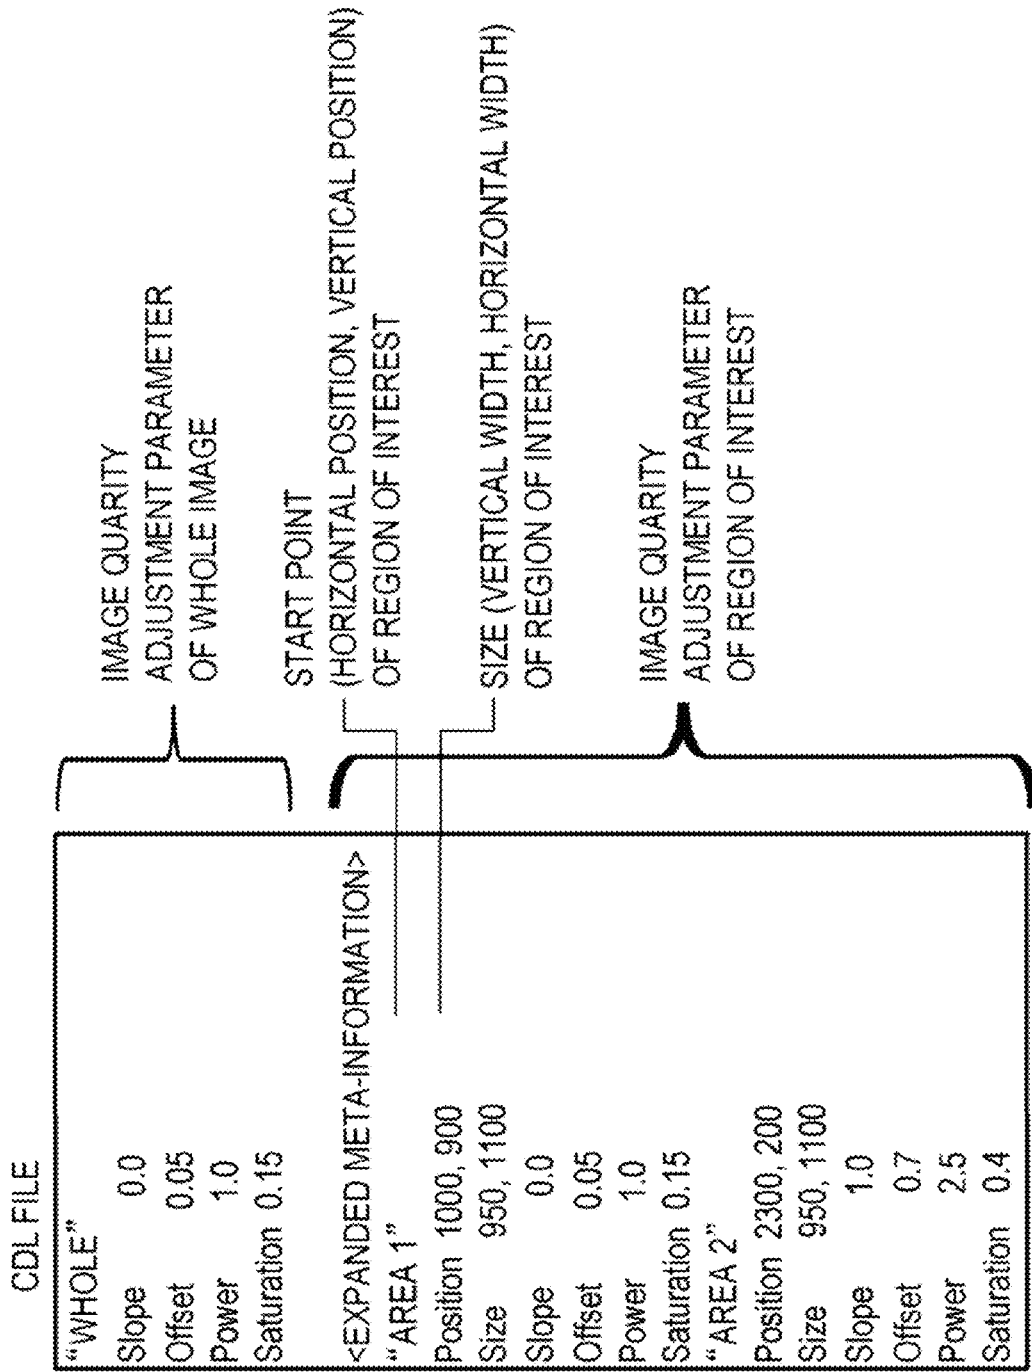 CDL FILE
“WHOLE”
Slope 0.0
Offset 0.05
Power 1.0
Saturation 0.15
<EXPANDED META-INFORMATION>
“AREA 1”
Position 1000, 900
Size 950, 1100
Slope 0.0
Offset 0.05
Power 1.0
Saturation 0.15
“AREA 2”
Position 2300, 200
Size 950, 1100
Slope 1.0
Offset 0.7
Power 2.5
Saturation 0.4
IMAGE QUARITY
ADJUSTMENT PARAMETER
OF WHOLE IMAGE
START POINT
(HORIZONTAL POSITION, VERTICAL POSITION)
OF REGION OF INTEREST
SIZE (VERTICAL WIDTH, HORIZONTAL WIDTH)
OF REGION OF INTEREST
IMAGE QUARITY
ADJUSTMENT PARAMETER
OF REGION OF INTEREST